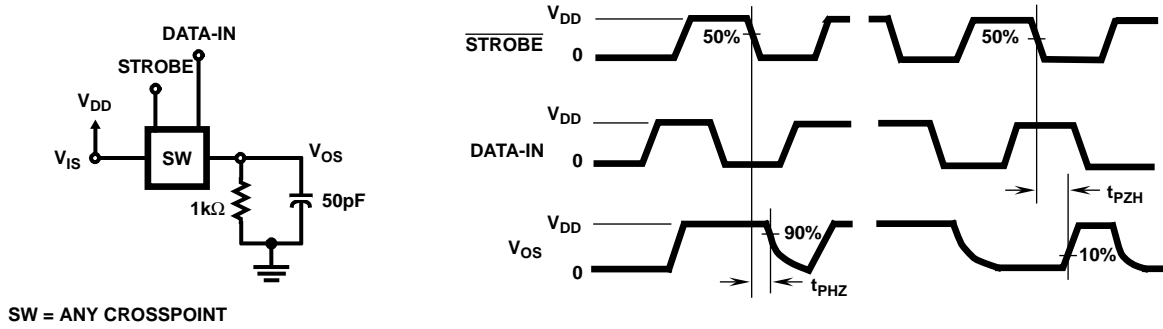 DATA-IN
STROBE
VDD
VIS
SW
VOS
1kΩ
50pF
SW = ANY CROSSPOINT
STROBE
VDD
0
50%
50%
DATA-IN
VDD
0
tPZH
VOS
VDD
0
90%
10%
tPHZ